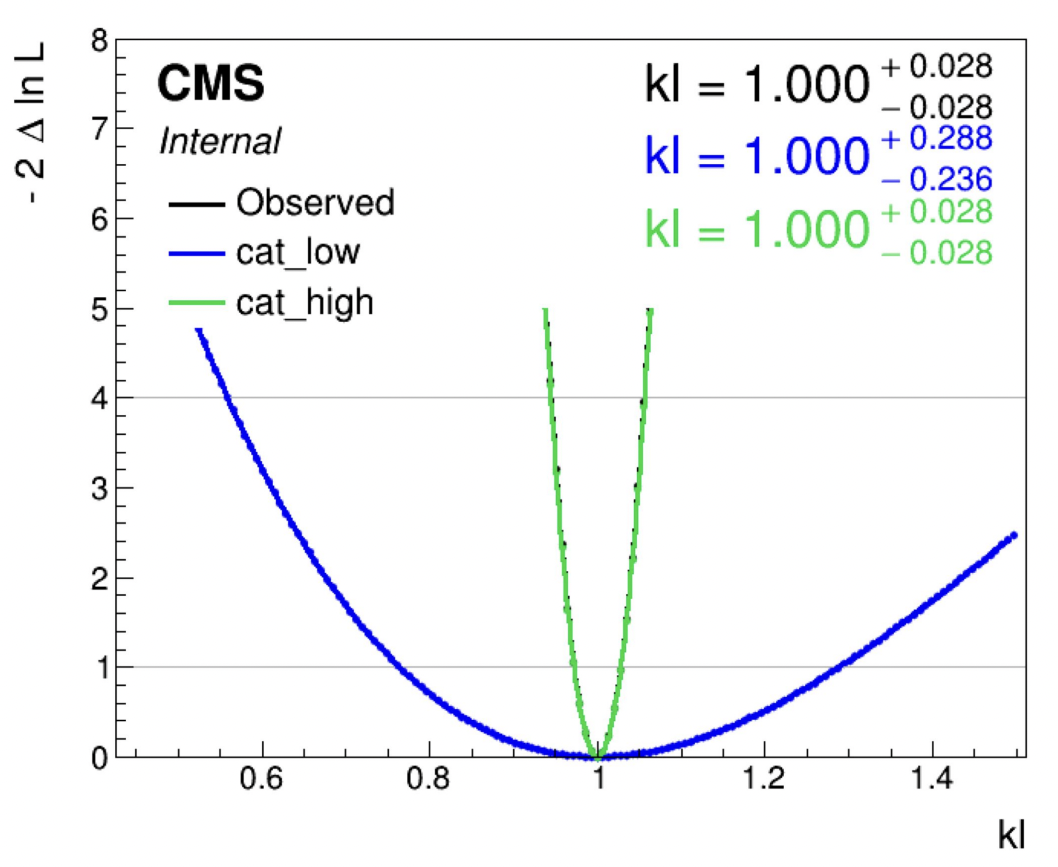 - 2 Δ ln L
8
7
6
5
4
3
2
1
0
CMS
Internal
Observed
cat_low
cat_high
kl = 1.000 + 0.028 − 0.028
kl = 1.000 + 0.288 − 0.236
kl = 1.000 + 0.028 − 0.028
0.6 0.8 1 1.2 1.4
kl